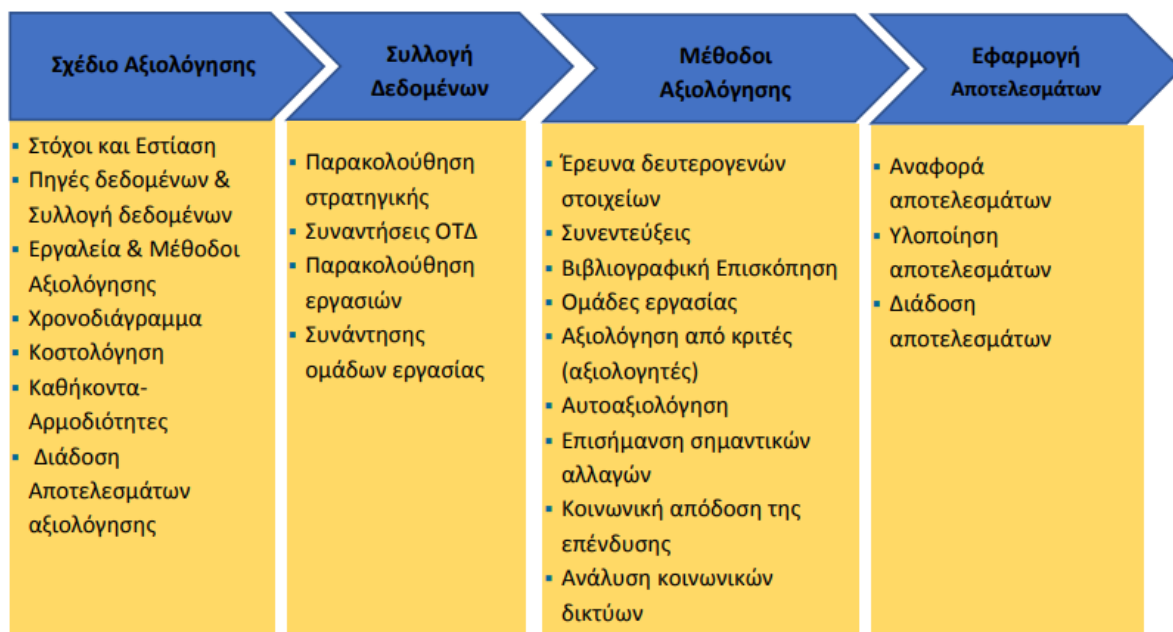 Σχέδιο Αξιολόγησης
Συλλογή
Δεδομένων
Μέθοδοι
Αξιολόγησης
Εφαρμογή
Αποτελεσμάτων
▪ Στόχοι και Εστίαση
▪ Πηγές δεδομένων &
Συλλογή δεδομένων
▪ Εργαλεία & Μέθοδοι
Αξιολόγησης
▪ Χρονοδιάγραμμα
▪ Κοστολόγηση
▪ Καθήκοντα-
Αρμοδιότητες
▪ Διάδοση
Αποτελεσμάτων
αξιολόγησης
▪ Παρακολούθηση
στρατηγικής
▪ Συναντήσεις ΟΤΔ
▪ Παρακολούθηση
εργασιών
▪ Συνάντησης
ομάδων εργασίας
▪ Έρευνα δευτερογενών
στοιχείων
▪ Συνεντεύξεις
▪ Βιβλιογραφική Επισκόπηση
▪ Ομάδες εργασίας
▪ Αξιολόγηση από κριτές
(αξιολογητές)
▪ Αυτοαξιολόγηση
▪ Επισήμανση σημαντικών
αλλαγών
▪ Κοινωνική απόδοση της
επένδυσης
▪ Ανάλυση κοινωνικών
δικτύων
▪ Αναφορά
αποτελεσμάτων
▪ Υλοποίηση
αποτελεσμάτων
▪ Διάδοση
αποτελεσμάτων